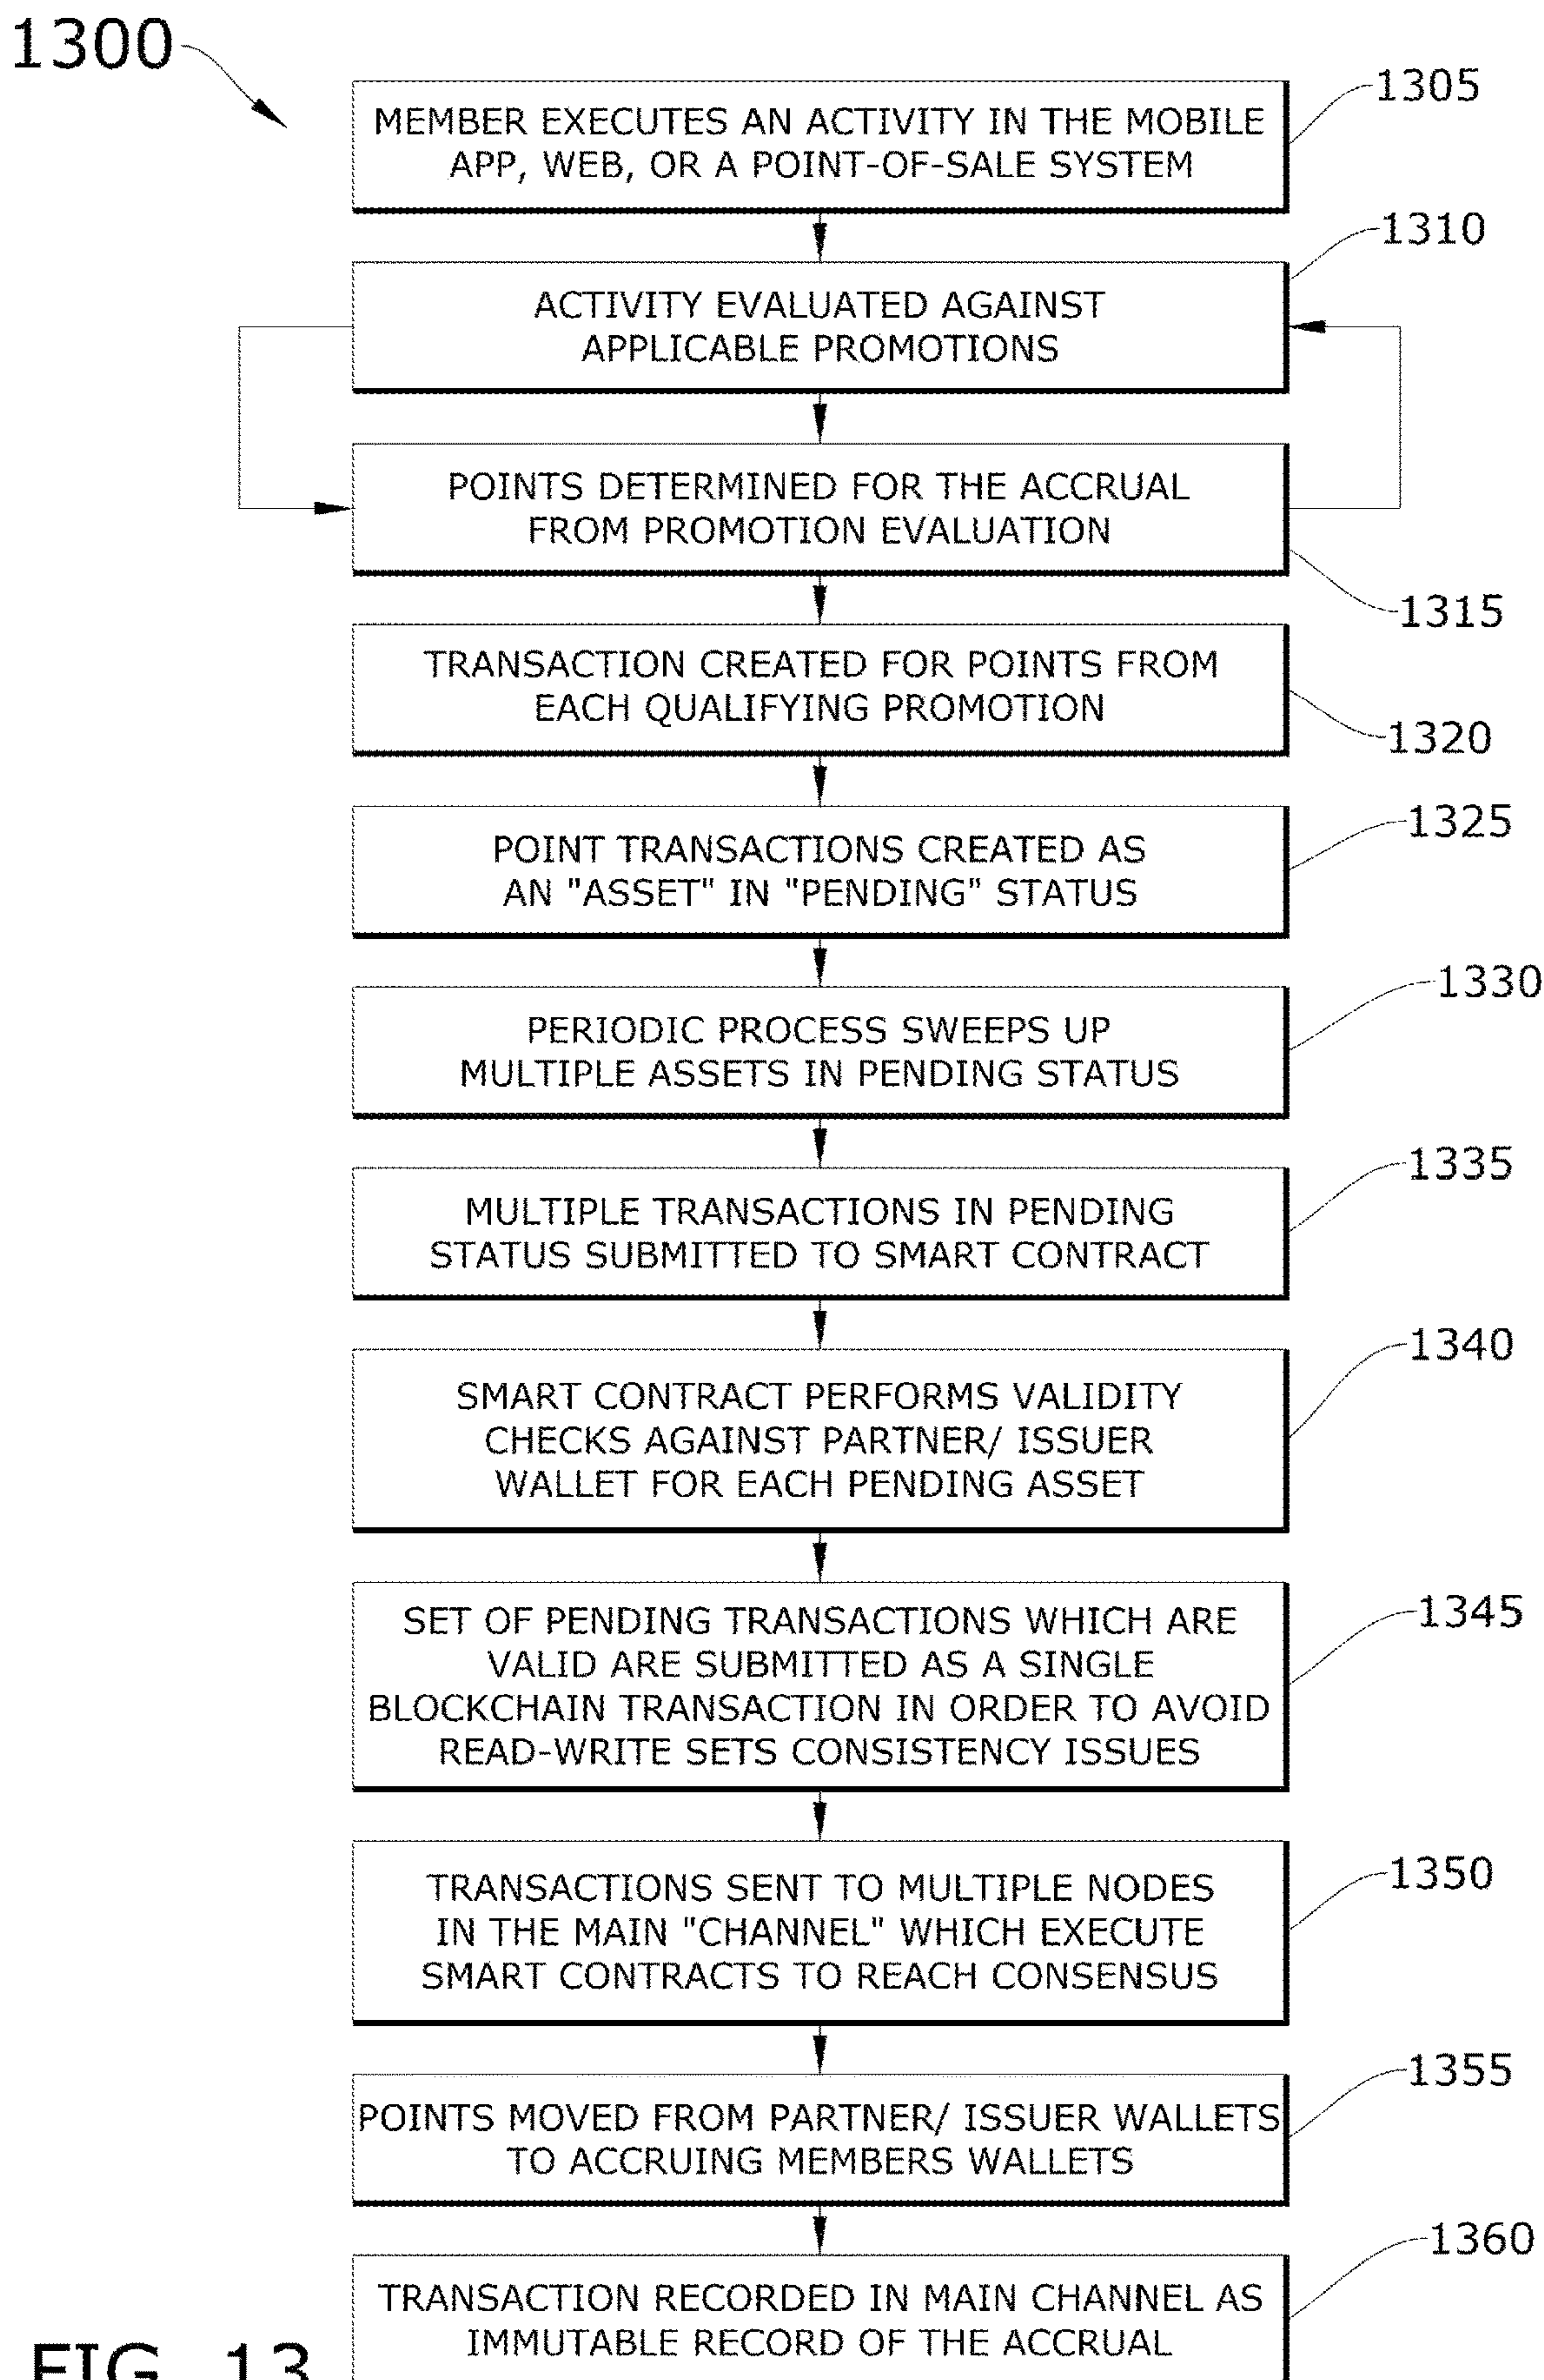 1300
MEMBER EXECUTES AN ACTIVITY IN THE MOBILE
APP, WEB, OR A POINT-OF-SALE SYSTEM
1305
ACTIVITY EVALUATED AGAINST
APPLICABLE PROMOTIONS
1310
POINTS DETERMINED FOR THE ACCRUAL
FROM PROMOTION EVALUATION
1315
TRANSACTION CREATED FOR POINTS FROM
EACH QUALIFYING PROMOTION
1320
POINT TRANSACTIONS CREATED AS
AN "ASSET" IN "PENDING" STATUS
1325
PERIODIC PROCESS SWEEPS UP
MULTIPLE ASSETS IN PENDING STATUS
1330
MULTIPLE TRANSACTIONS IN PENDING
STATUS SUBMITTED TO SMART CONTRACT
1335
SMART CONTRACT PERFORMS VALIDITY
CHECKS AGAINST PARTNER/ ISSUER
WALLET FOR EACH PENDING ASSET
1340
SET OF PENDING TRANSACTIONS WHICH ARE
VALID ARE SUBMITTED AS A SINGLE
BLOCKCHAIN TRANSACTION IN ORDER TO AVOID
READ-WRITE SETS CONSISTENCY ISSUES
1345
TRANSACTIONS SENT TO MULTIPLE NODES
IN THE MAIN "CHANNEL" WHICH EXECUTE
SMART CONTRACTS TO REACH CONSENSUS
1350
POINTS MOVED FROM PARTNER/ ISSUER WALLETS
TO ACCRUING MEMBERS WALLETS
1355
TRANSACTION RECORDED IN MAIN CHANNEL AS
IMMUTABLE RECORD OF THE ACCRUAL
1360
FIG. 13